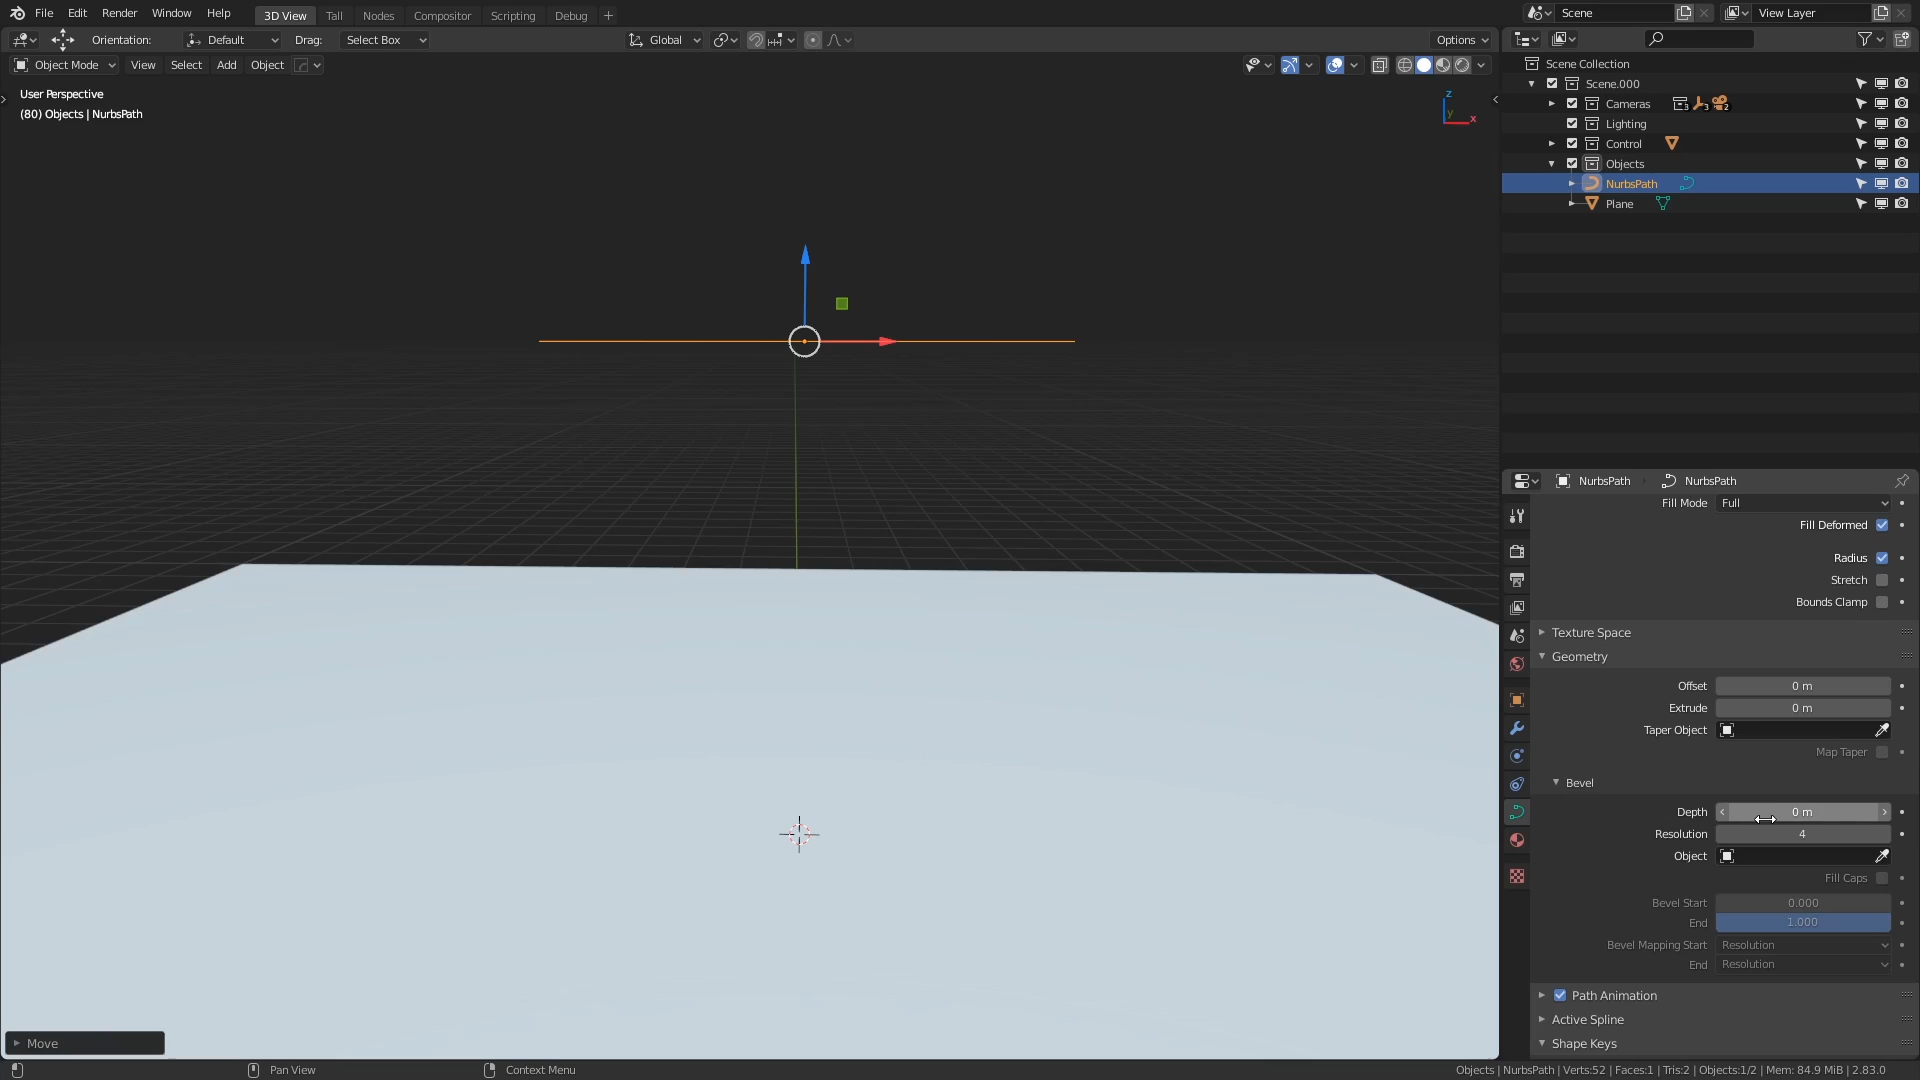 File Edit Render Window Help 3D View Tall Nodes Compositor Scripting Debug + Scene View Layer
Orientation: Default Drag: Select Box Global Options
Object Mode View Select Add Object
User Perspective
(80) Objects | NurbsPath
z
y
x
Scene Collection
Scene.000
Cameras 3 3 2
Lighting
Control
Objects
NurbsPath
Plane
NurbsPath NurbsPath
Fill Mode Full
Fill Deformed
Radius
Stretch
Bounds Clamp
Texture Space
Geometry
Offset 0 m
Extrude 0 m
Taper Object
Map Taper
Bevel
Depth 0 m
Resolution 4
Object
Fill Caps
Bevel Start 0.000
End 1.000
Bevel Mapping Start Resolution
End Resolution
Path Animation
Active Spline
Shape Keys
Move
Pan View Context Menu Objects | NurbsPath | Verts:52 | Faces:1 | Tris:2 | Objects:1/2 | Mem: 84.9 MiB | 2.83.0